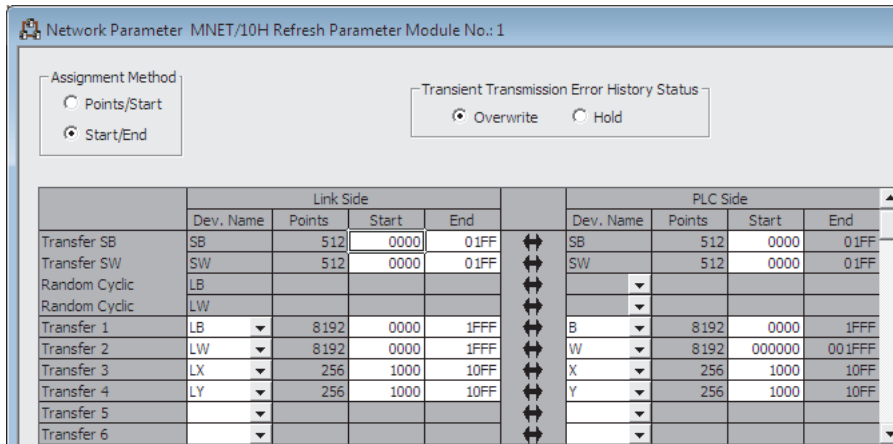 Network Parameter MNET/10H Refresh Parameter Module No.: 1
Assignment Method
Points/Start
Start/End
Transient Transmission Error History Status
Overwrite Hold
Link Side PLC Side
Dev. Name Points Start End Dev. Name Points Start End
Transfer SB SB 512 0000 01FF SB 512 0000 01FF
Transfer SW SW 512 0000 01FF SW 512 0000 01FF
Random Cyclic LB
Random Cyclic LW
Transfer 1 LB 8192 0000 1FFF B 8192 0000 1FFF
Transfer 2 LW 8192 0000 1FFF W 8192 000000 001FFF
Transfer 3 LX 256 1000 10FF X 256 1000 10FF
Transfer 4 LY 256 1000 10FF Y 256 1000 10FF
Transfer 5
Transfer 6